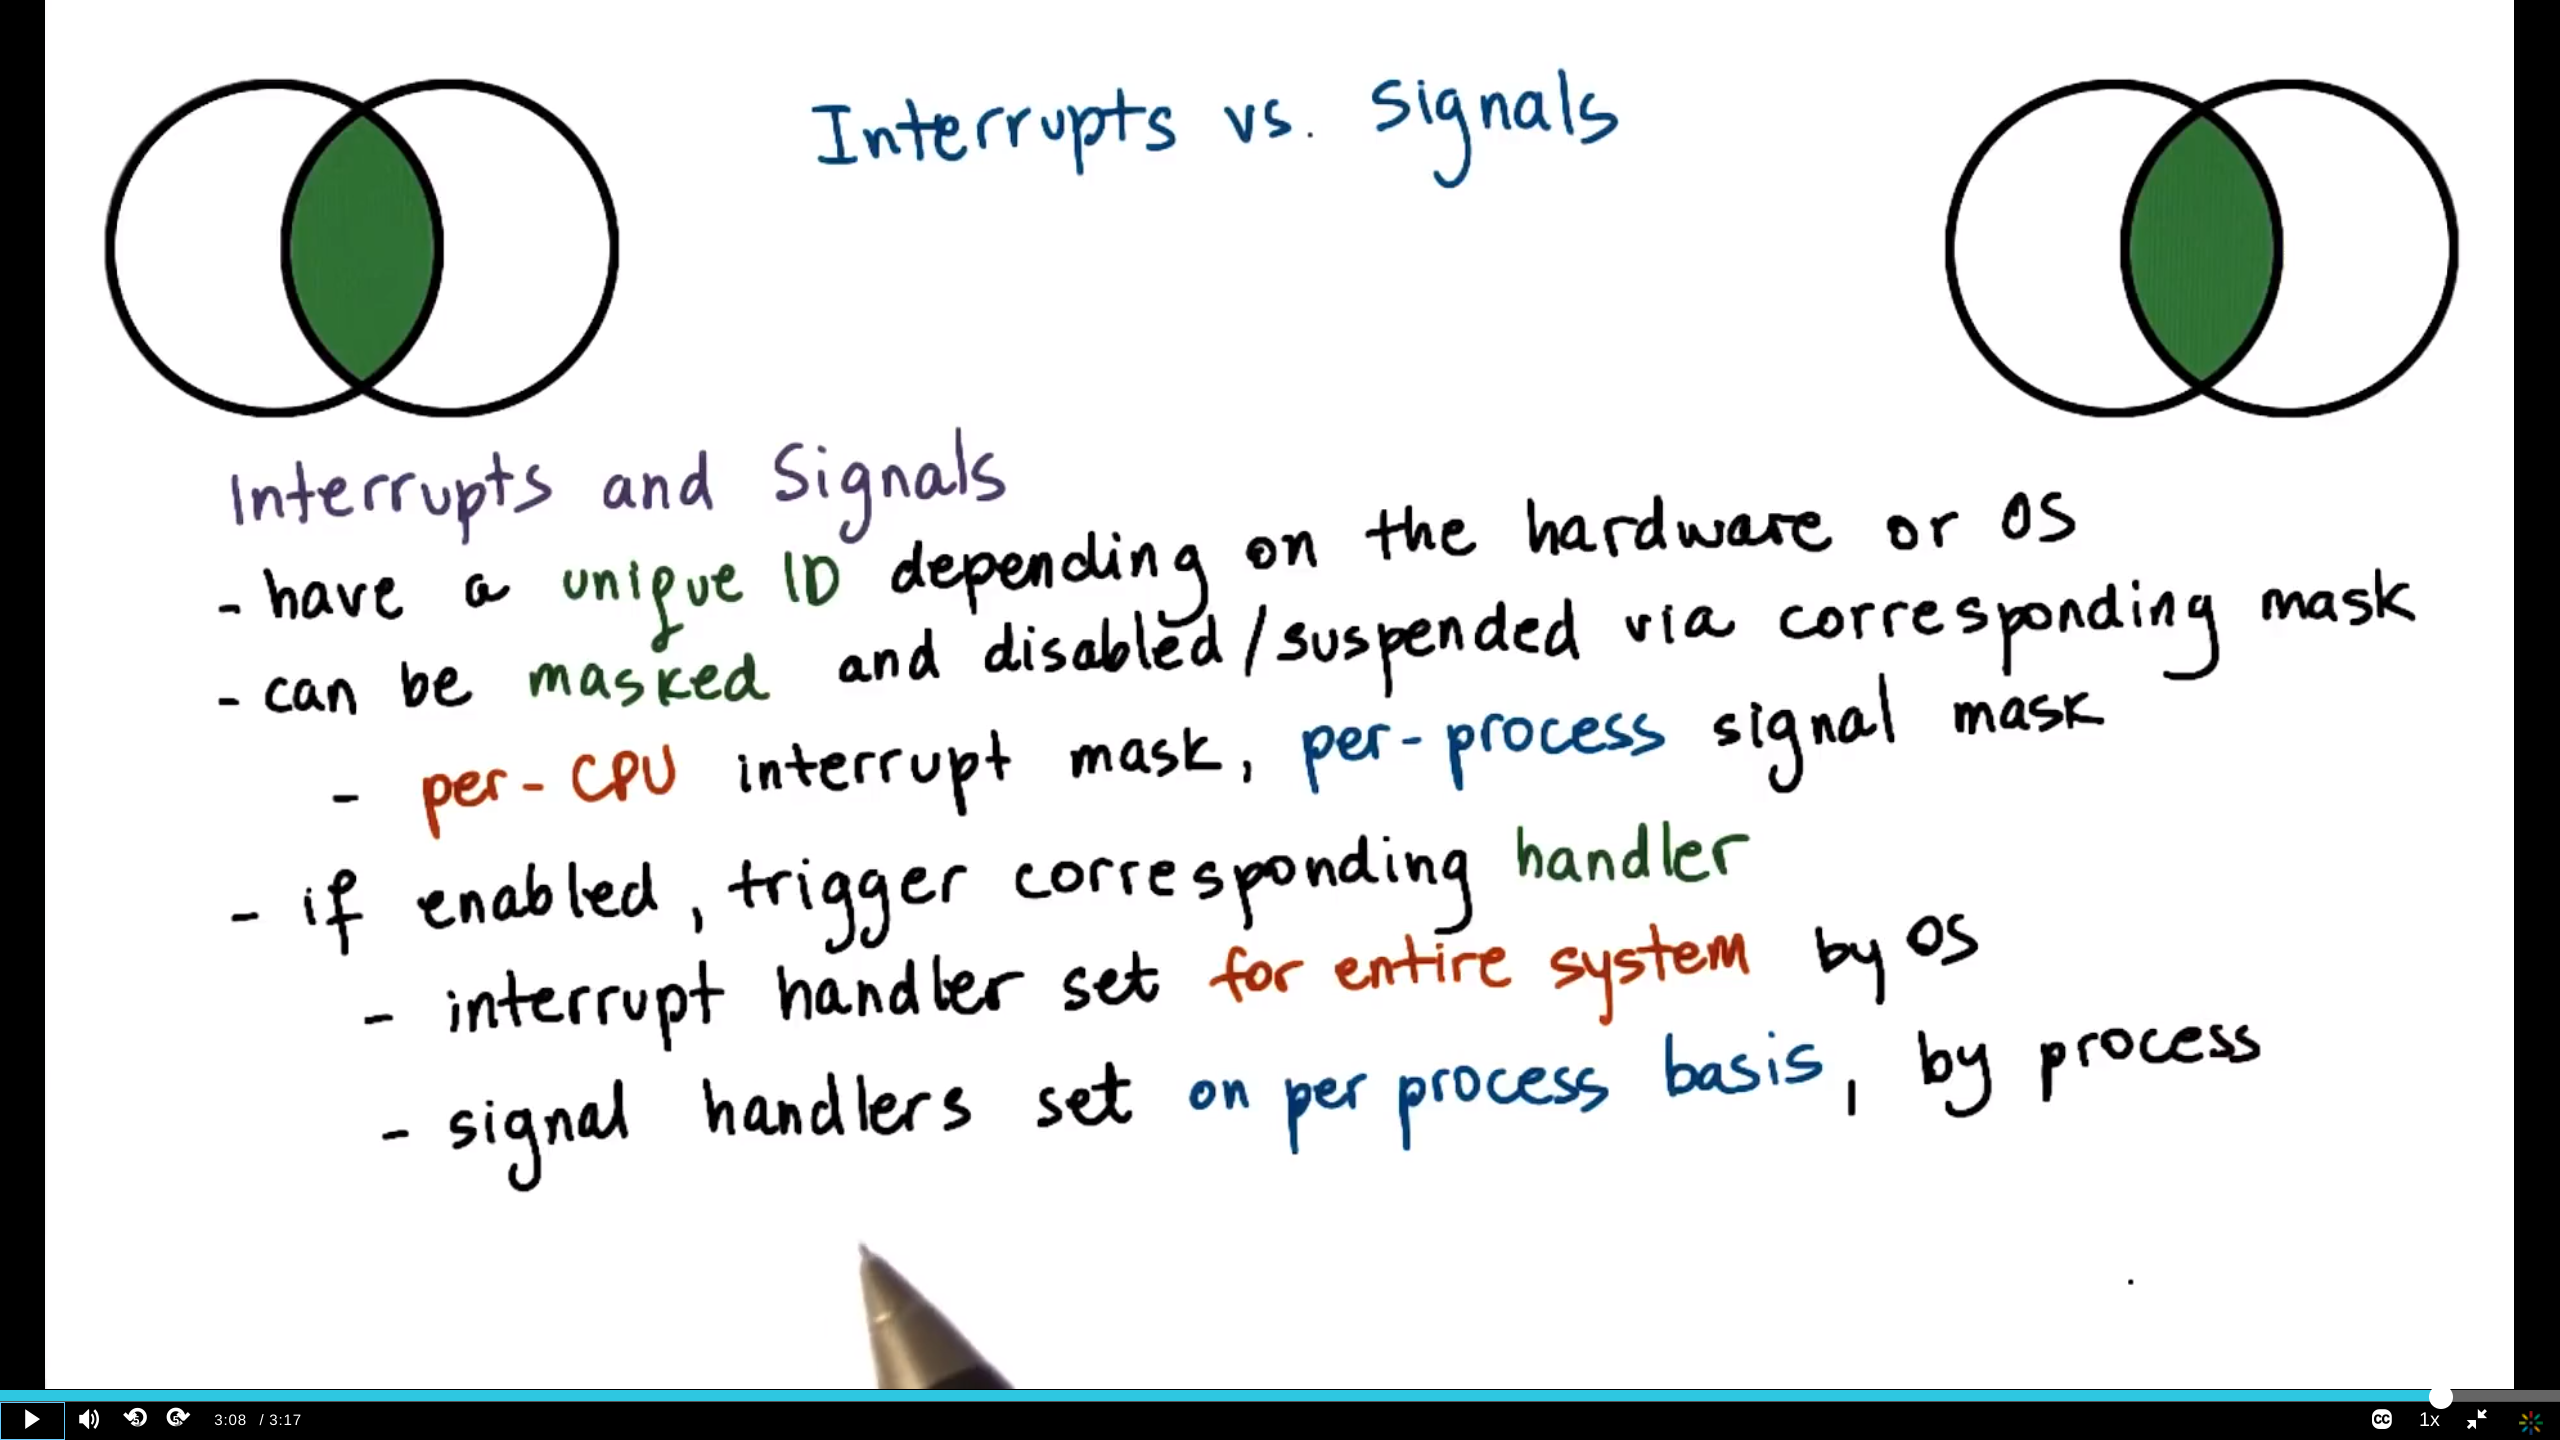 Interrupts vs. Signals
Interrupts and Signals
- have a unique ID depending on the hardware or OS
- can be masked and disabled/suspended via corresponding mask
- per-CPU interrupt mask, per-process signal mask
- if enabled, trigger corresponding handler
- interrupt handler set for entire system by OS
- signal handlers set on per process basis, by process
3:08 / 3:17
CC
1x